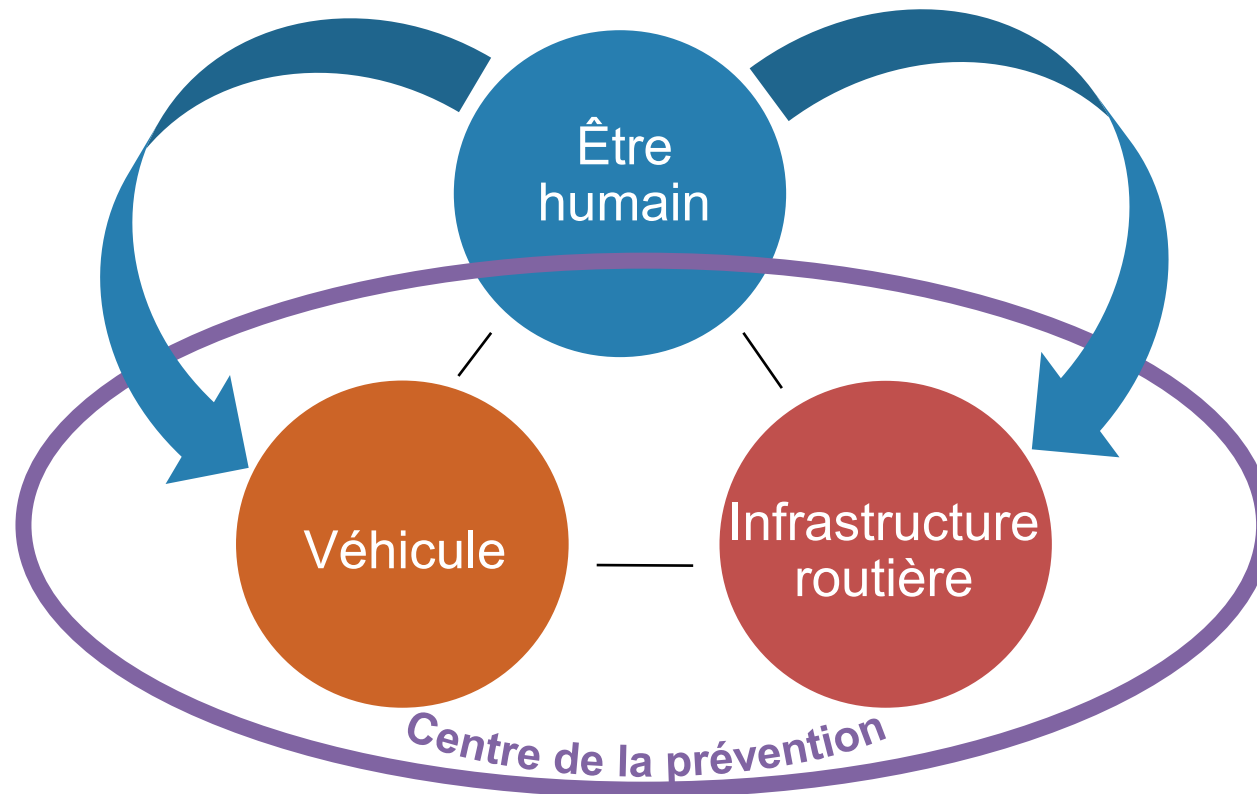 Être
humain
Véhicule
Infrastructure
routière
Centre de la prévention